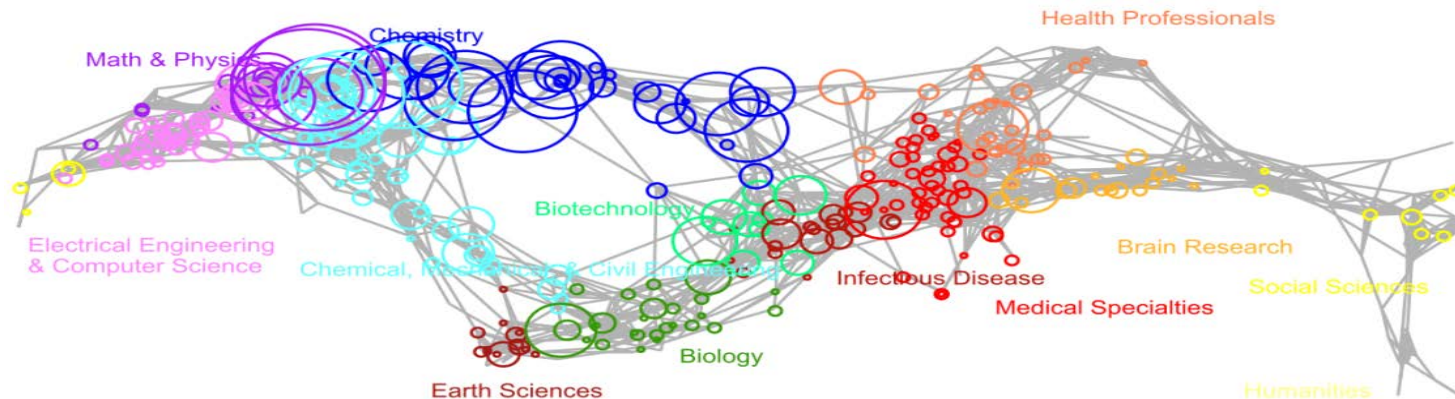 Health Professionals
Chemistry
Math & Physics
Biotechnology
Electrical Engineering
& Computer Science
Chemical, Mechanical, & Civil Engineering
Brain Research
Infectious Disease
Social Sciences
Medical Specialties
Biology
Earth Sciences
Humanities